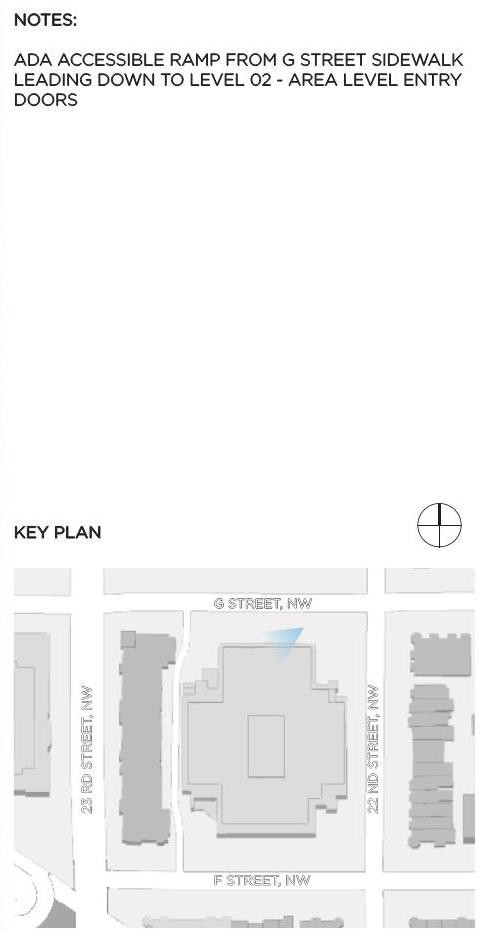 NOTES:
ADA ACCESSIBLE RAMP FROM G STREET SIDEWALK
LEADING DOWN TO LEVEL 02 - AREA LEVEL ENTRY
DOORS
KEY PLAN
G STREET, NW
23 RD STREET, NW
22 ND STREET, NW
F STREET, NW